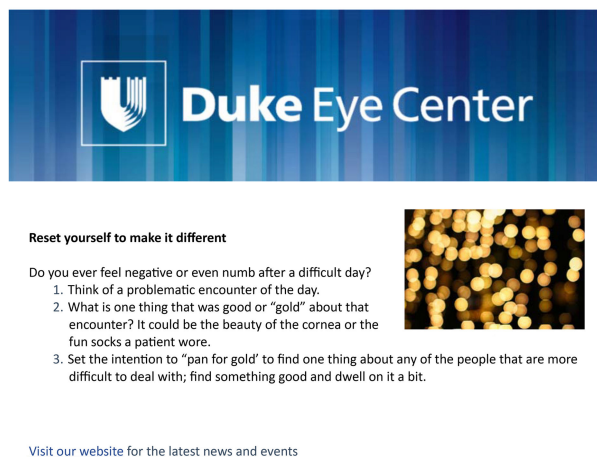 Duke Eye Center
Reset yourself to make it different
Do you ever feel negative or even numb after a difficult day?
1. Think of a problematic encounter of the day.
2. What is one thing that was good or “gold” about that
encounter? It could be the beauty of the cornea or the
fun socks a patient wore.
3. Set the intention to “pan for gold’ to find one thing about any of the people that are more
difficult to deal with; find something good and dwell on it a bit.
Visit our website for the latest news and events